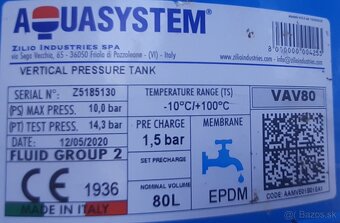 AQUASYSTEM®
ZILIO INDUSTRIES SPA
via Sega Vecchia, 65 - 36050 Friola di Pozzoleone - (VI) - Italy
www.zilioindustries.it
VERTICAL PRESSURE TANK
SERIAL N°: Z5185130
(PS) MAX PRESS. 10,0 bar
(PT) TEST PRESS. 14,3 bar
DATE 12/05/2020
FLUID GROUP 2
CE 1936
MADE IN ITALY
TEMPERATURE RANGE (TS)
-10°C/+100°C
PRE CHARGE
1,5 bar
SET PRECHARGE
NOMINAL VOLUME
80L
MEMBRANE
EPDM
VAV80
bazar.sk